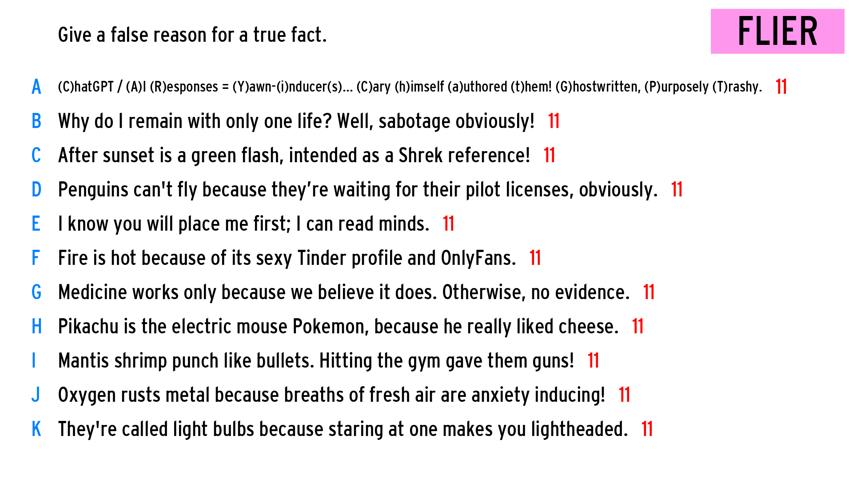 Give a false reason for a true fact.
FLIER
A (C)hatGPT / (A)I (R)esponses = (Y)awn-(i)nducer(s)... (C)ary (h)imself (a)uthored (t)hem! (G)hostwritten, (P)urposely (T)rashy. 11
B Why do I remain with only one life? Well, sabotage obviously! 11
C After sunset is a green flash, intended as a Shrek reference! 11
D Penguins can't fly because they're waiting for their pilot licenses, obviously. 11
E I know you will place me first; I can read minds. 11
F Fire is hot because of its sexy Tinder profile and OnlyFans. 11
G Medicine works only because we believe it does. Otherwise, no evidence. 11
H Pikachu is the electric mouse Pokemon, because he really liked cheese. 11
I Mantis shrimp punch like bullets. Hitting the gym gave them guns! 11
J Oxygen rusts metal because breaths of fresh air are anxiety inducing! 11
K They're called light bulbs because staring at one makes you lightheaded. 11